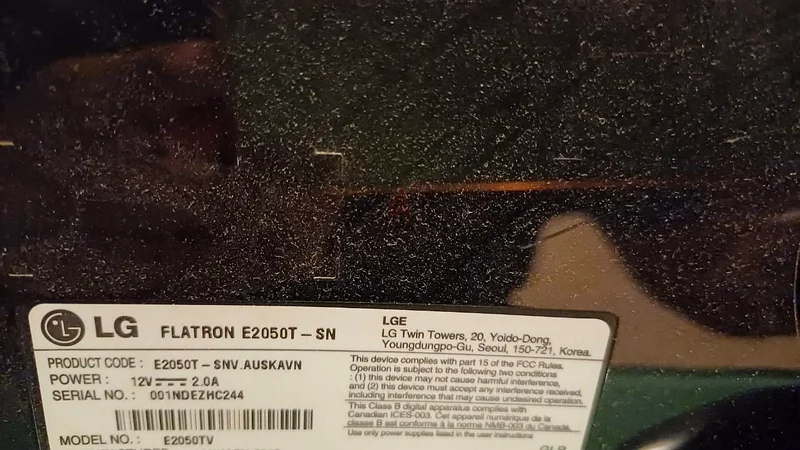 LG FLATRON E2050T-SN
PRODUCT CODE : E2050T-SNV.AUSKAVN
POWER : 12V 2.0A
SERIAL NO. : 001NDEZHC244
MODEL NO. : E2050TV
LGE
LG Twin Towers, 20, Yoido-Dong,
Youngdungpo-Gu, Seoul, 150-721, Korea.
This device complies with part 15 of the FCC Rules.
Operation is subject to the following two conditions
: (1) this device may not cause harmful interference,
and (2) this device must accept any interference received,
including interference that may cause undesired operation.
This Class B digital apparatus complies with
Canadian ICES-003. Cet appareil numérique de la
classe B est conforme à la norme NMB-003 du Canada.
Use only power supplies listed in the user instructions